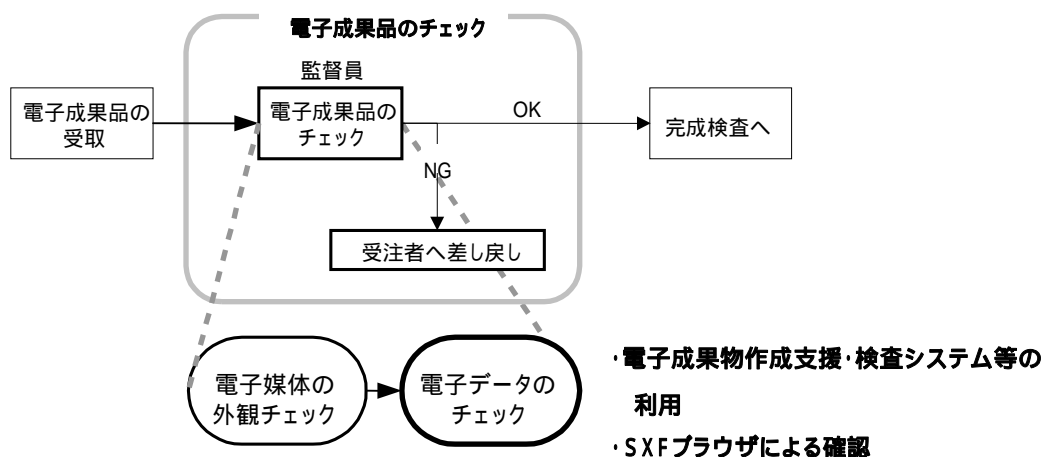 電子成果品のチェック
監督員
電子成果品の
受取
電子成果品の
チェック
OK
完成検査へ
NG
受注者へ差し戻し
電子媒体の
外観チェック
電子データの
チェック
・電子成果物作成支援・検査システム等の
利用
・SXFブラウザによる確認